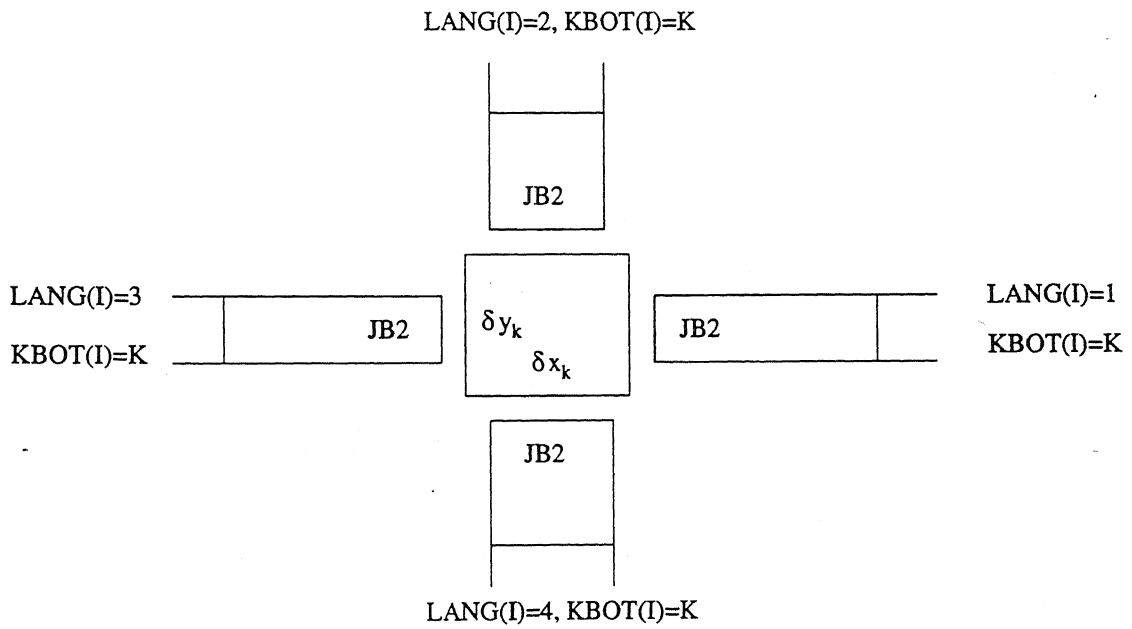 LANG(I)=2, KBOT(I)=K
JB2
LANG(I)=3
KBOT(I)=K
JB2
δy_k
δx_k
JB2
LANG(I)=1
KBOT(I)=K
JB2
LANG(I)=4, KBOT(I)=K